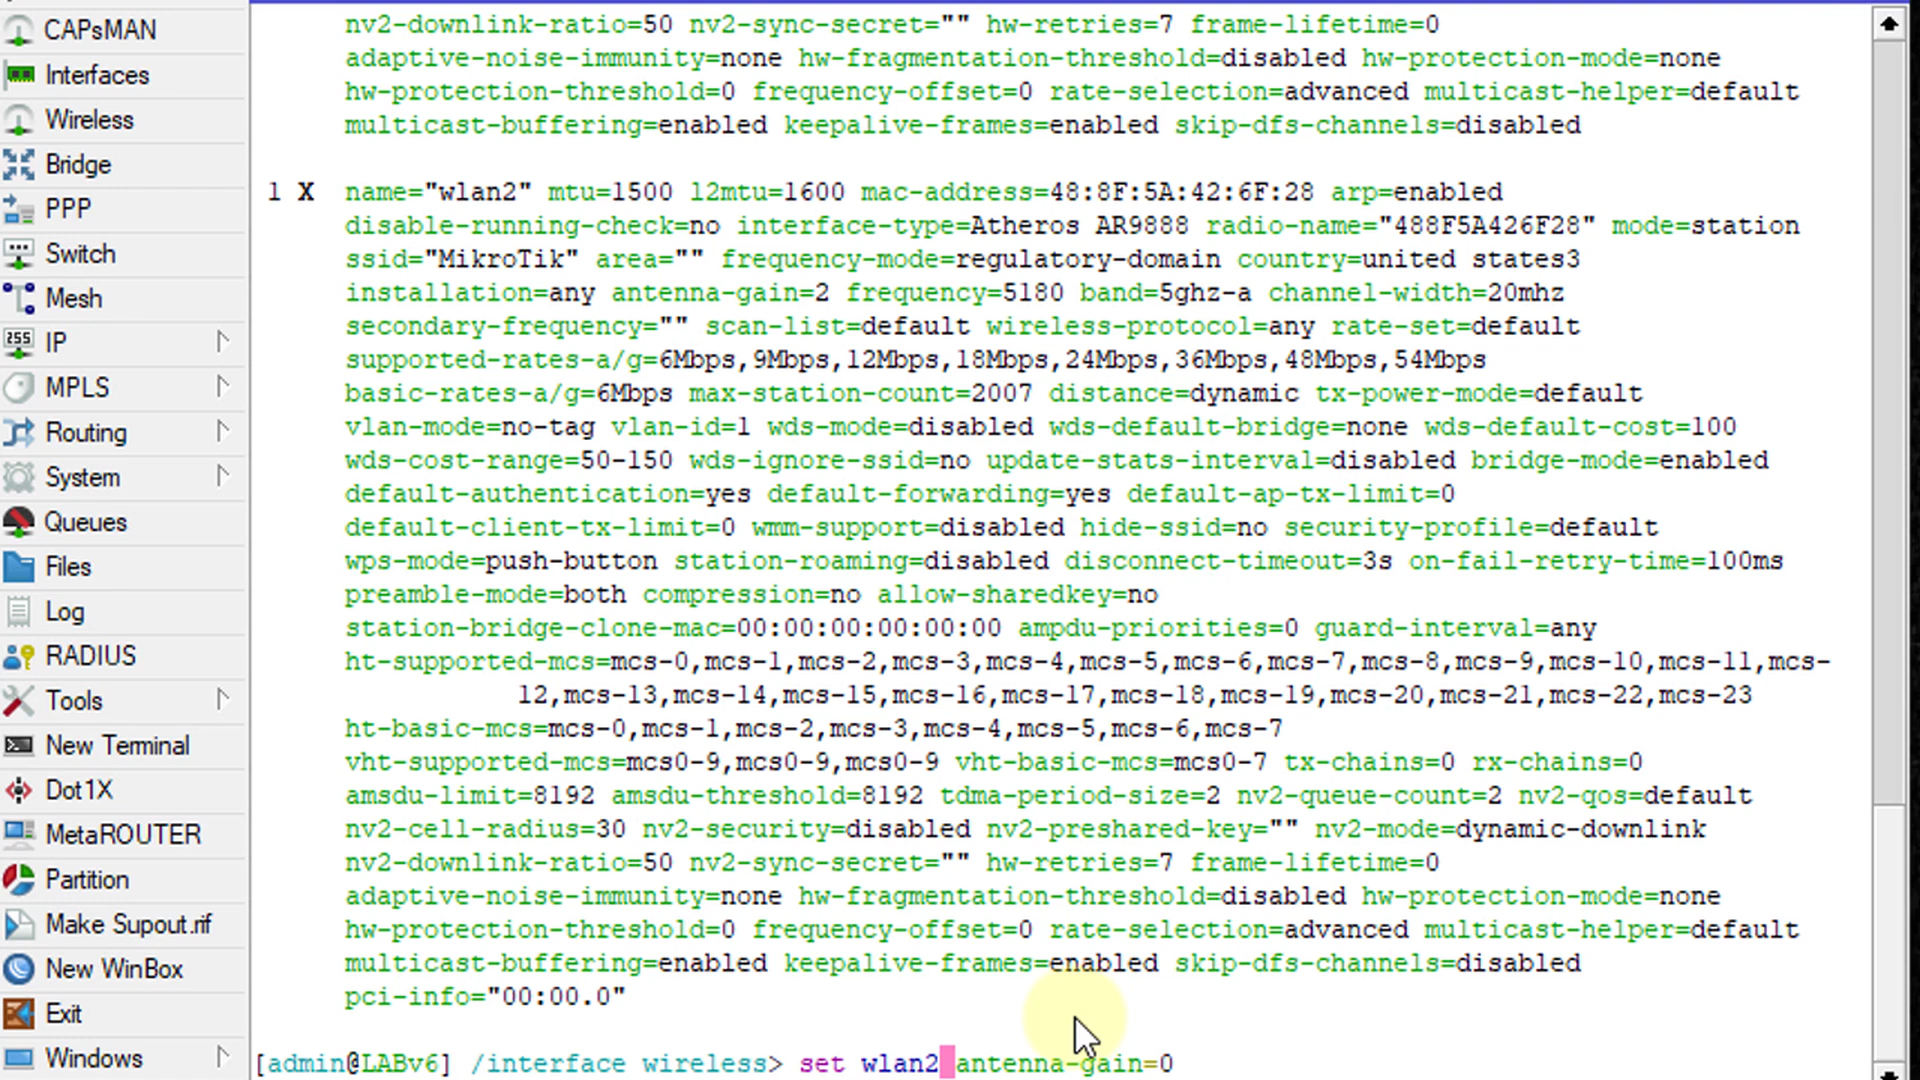 CAPsMAN
Interfaces
Wireless
Bridge
PPP
Switch
Mesh
IP
MPLS
Routing
System
Queues
Files
Log
RADIUS
Tools
New Terminal
Dot1X
MetaROUTER
Partition
Make Supout.rif
New WinBox
Exit
Windows
nv2-downlink-ratio=50 nv2-sync-secret="" hw-retries=7 frame-lifetime=0
adaptive-noise-immunity=none hw-fragmentation-threshold=disabled hw-protection-mode=none
hw-protection-threshold=0 frequency-offset=0 rate-selection=advanced multicast-helper=default
multicast-buffering=enabled keepalive-frames=enabled skip-dfs-channels=disabled
1 X name="wlan2" mtu=1500 l2mtu=1600 mac-address=48:8F:5A:42:6F:28 arp=enabled
disable-running-check=no interface-type=Atheros AR9888 radio-name="488F5A426F28" mode=station
ssid="MikroTik" area="" frequency-mode=regulatory-domain country=united states3
installation=any antenna-gain=2 frequency=5180 band=5ghz-a channel-width=20mhz
secondary-frequency="" scan-list=default wireless-protocol=any rate-set=default
supported-rates-a/g=6Mbps,9Mbps,12Mbps,18Mbps,24Mbps,36Mbps,48Mbps,54Mbps
basic-rates-a/g=6Mbps max-station-count=2007 distance=dynamic tx-power-mode=default
vlan-mode=no-tag vlan-id=1 wds-mode=disabled wds-default-bridge=none wds-default-cost=100
wds-cost-range=50-150 wds-ignore-ssid=no update-stats-interval=disabled bridge-mode=enabled
default-authentication=yes default-forwarding=yes default-ap-tx-limit=0
default-client-tx-limit=0 wmm-support=disabled hide-ssid=no security-profile=default
wps-mode=push-button station-roaming=disabled disconnect-timeout=3s on-fail-retry-time=100ms
preamble-mode=both compression=no allow-sharedkey=no
station-bridge-clone-mac=00:00:00:00:00:00 ampdu-priorities=0 guard-interval=any
ht-supported-mcs=mcs-0,mcs-1,mcs-2,mcs-3,mcs-4,mcs-5,mcs-6,mcs-7,mcs-8,mcs-9,mcs-10,mcs-11,mcs-
12,mcs-13,mcs-14,mcs-15,mcs-16,mcs-17,mcs-18,mcs-19,mcs-20,mcs-21,mcs-22,mcs-23
ht-basic-mcs=mcs-0,mcs-1,mcs-2,mcs-3,mcs-4,mcs-5,mcs-6,mcs-7
vht-supported-mcs=mcs0-9,mcs0-9,mcs0-9 vht-basic-mcs=mcs0-7 tx-chains=0 rx-chains=0
amsdu-limit=8192 amsdu-threshold=8192 tdma-period-size=2 nv2-queue-count=2 nv2-qos=default
nv2-cell-radius=30 nv2-security=disabled nv2-preshared-key="" nv2-mode=dynamic-downlink
nv2-downlink-ratio=50 nv2-sync-secret="" hw-retries=7 frame-lifetime=0
adaptive-noise-immunity=none hw-fragmentation-threshold=disabled hw-protection-mode=none
hw-protection-threshold=0 frequency-offset=0 rate-selection=advanced multicast-helper=default
multicast-buffering=enabled keepalive-frames=enabled skip-dfs-channels=disabled
pci-info="00:00.0"
[admin@LABv6] /interface wireless> set wlan2 antenna-gain=0